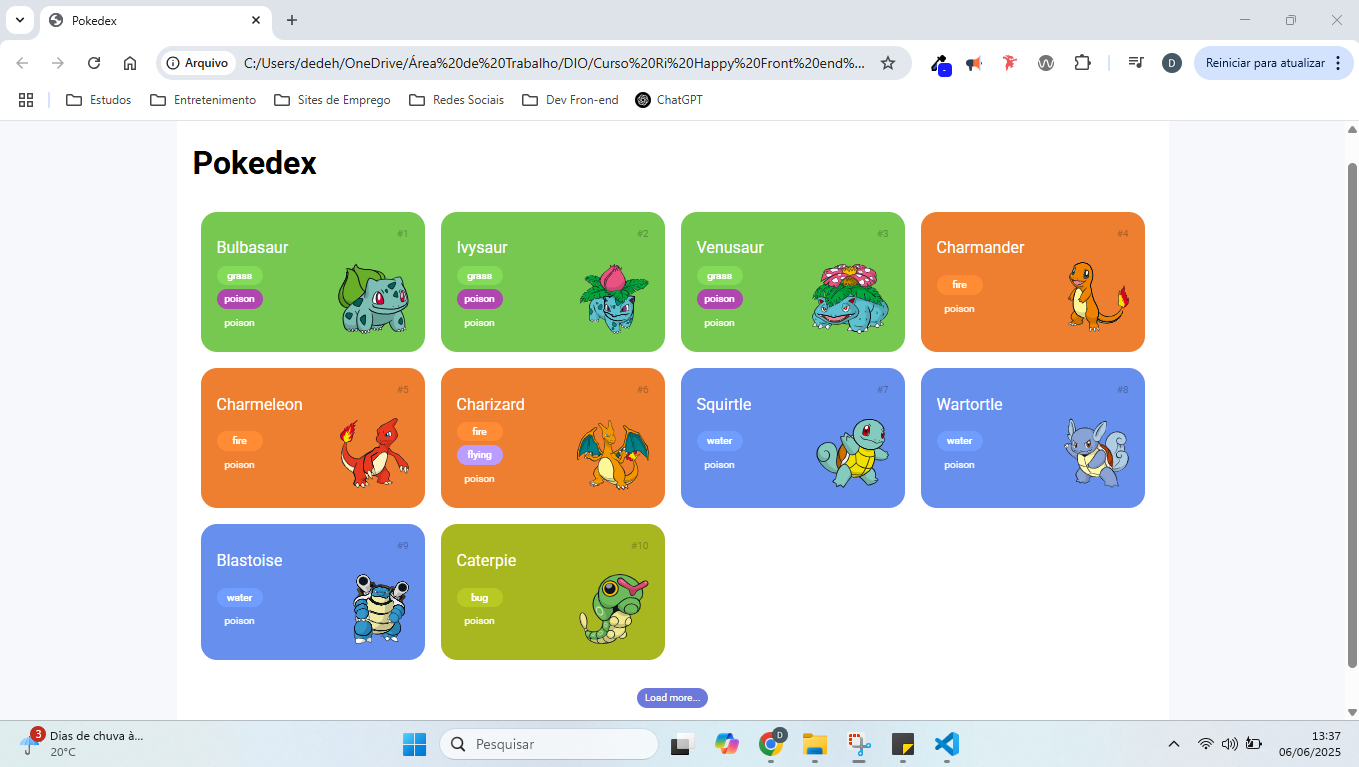 Pokedex
Arquivo
C:/Users/dedeh/OneDrive/Área%20de%20Trabalho/DIO/Curso%20Ri%20Happy%20Front%20end%...
D
Reiniciar para atualizar
Estudos
Entretenimento
Sites de Emprego
Redes Sociais
Dev Fron-end
ChatGPT
Pokedex
#1
Bulbasaur
grass
poison
poison
#2
Ivysaur
grass
poison
poison
#3
Venusaur
grass
poison
poison
#4
Charmander
fire
poison
#5
Charmeleon
fire
poison
#6
Charizard
fire
flying
poison
#7
Squirtle
water
poison
#8
Wartortle
water
poison
#9
Blastoise
water
poison
#10
Caterpie
bug
poison
Load more...
3
Dias de chuva à...
20°C
Pesquisar
D
13:37
06/06/2025